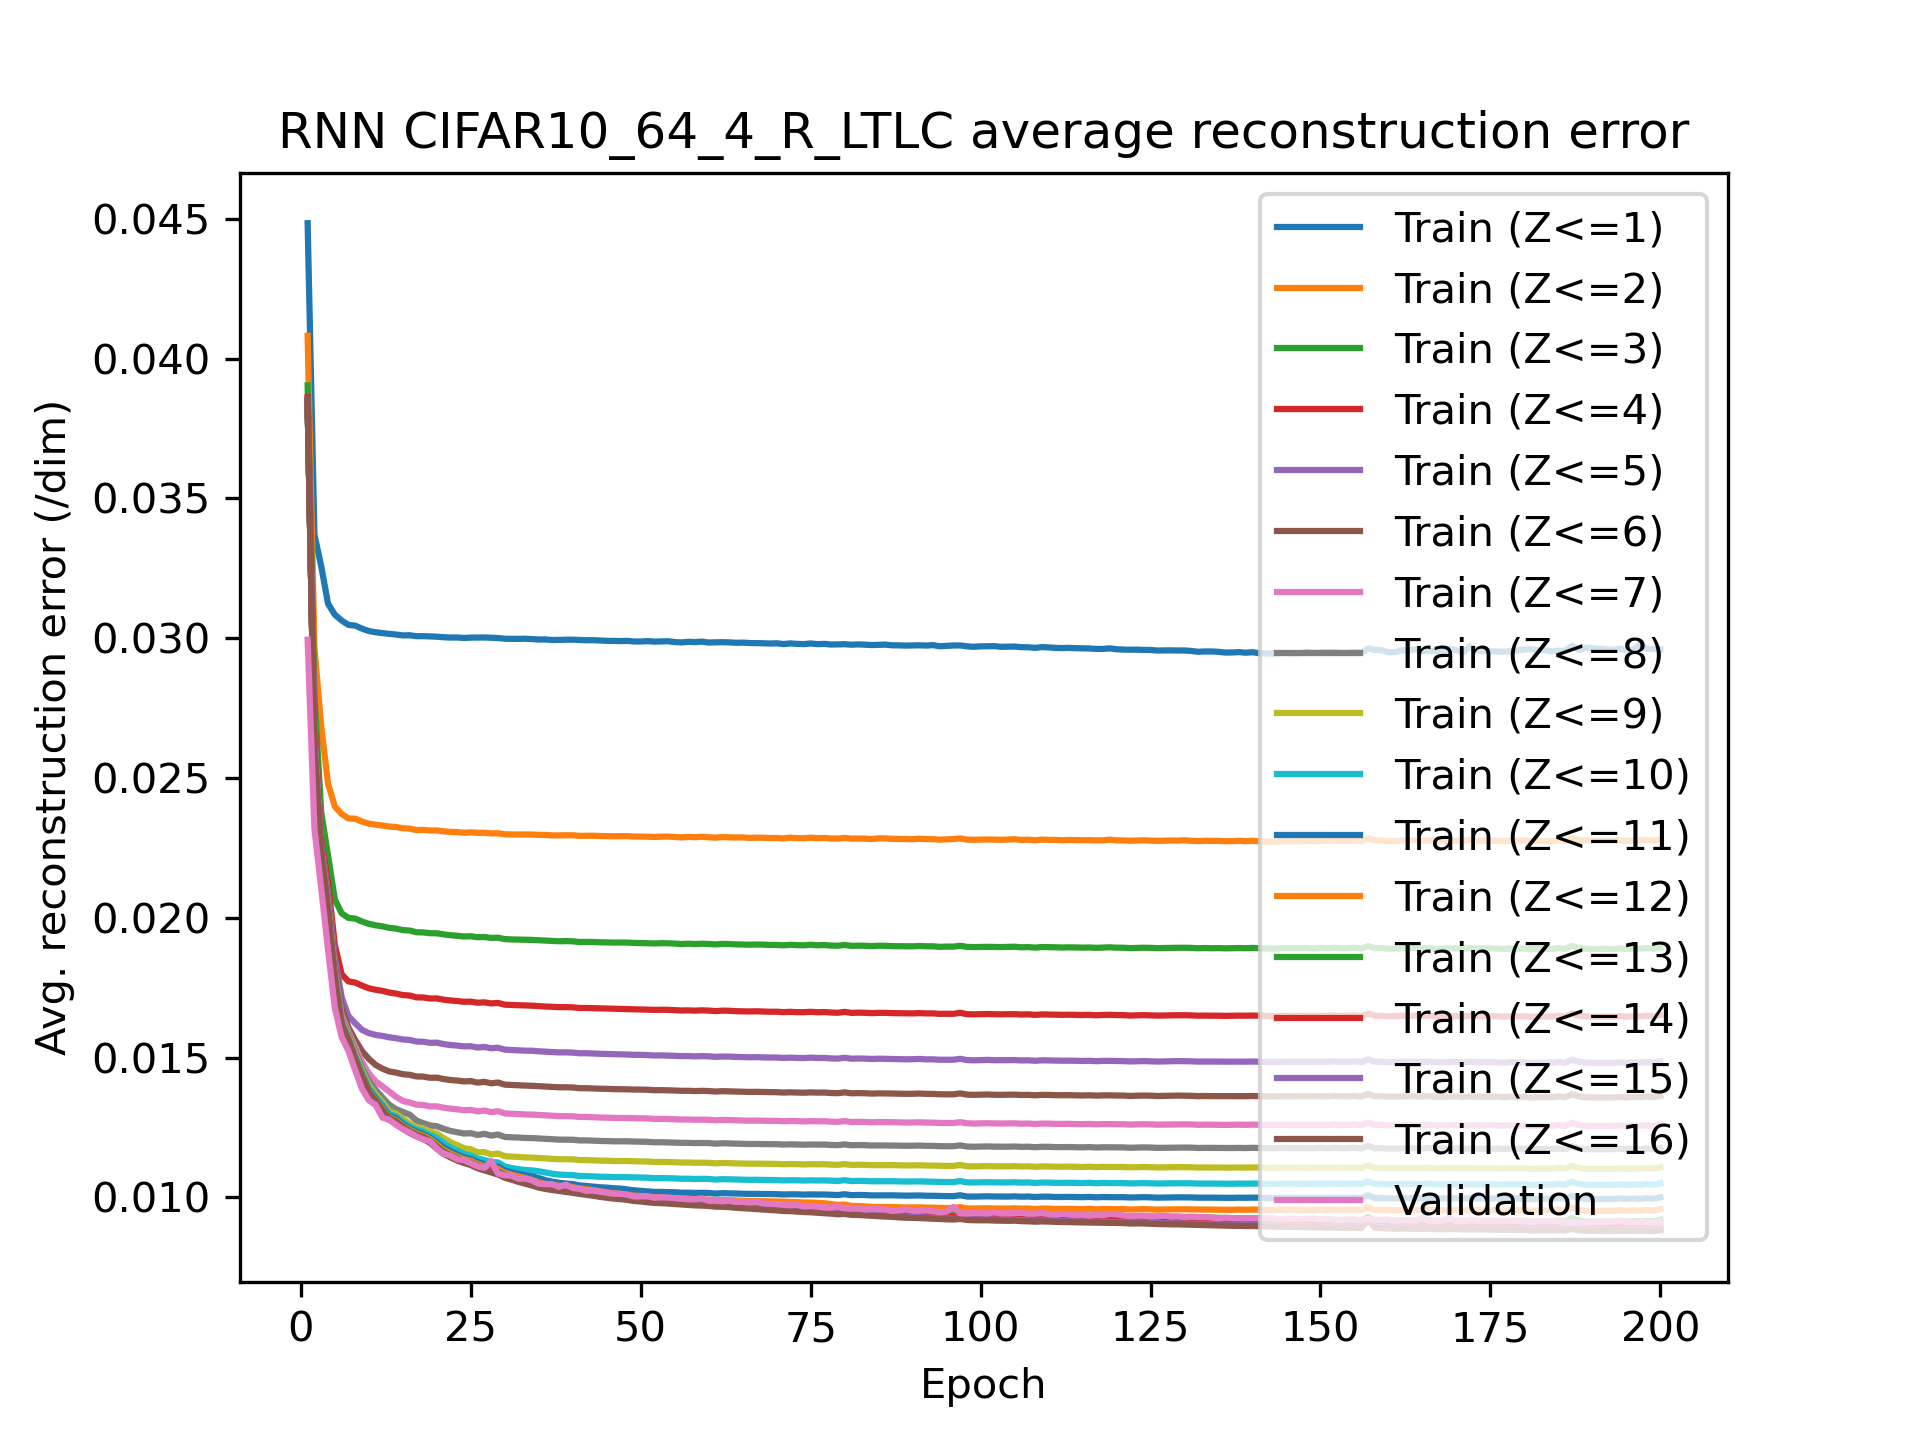 RNN CIFAR10_64_4_R_LTLC average reconstruction error
Avg. reconstruction error (/dim)
0.045
0.040
0.035
0.030
0.025
0.020
0.015
0.010
Train (Z<=1)
Train (Z<=2)
Train (Z<=3)
Train (Z<=4)
Train (Z<=5)
Train (Z<=6)
Train (Z<=7)
Train (Z<=8)
Train (Z<=9)
Train (Z<=10)
Train (Z<=11)
Train (Z<=12)
Train (Z<=13)
Train (Z<=14)
Train (Z<=15)
Train (Z<=16)
Validation
0 25 50 75 100 125 150 175 200
Epoch